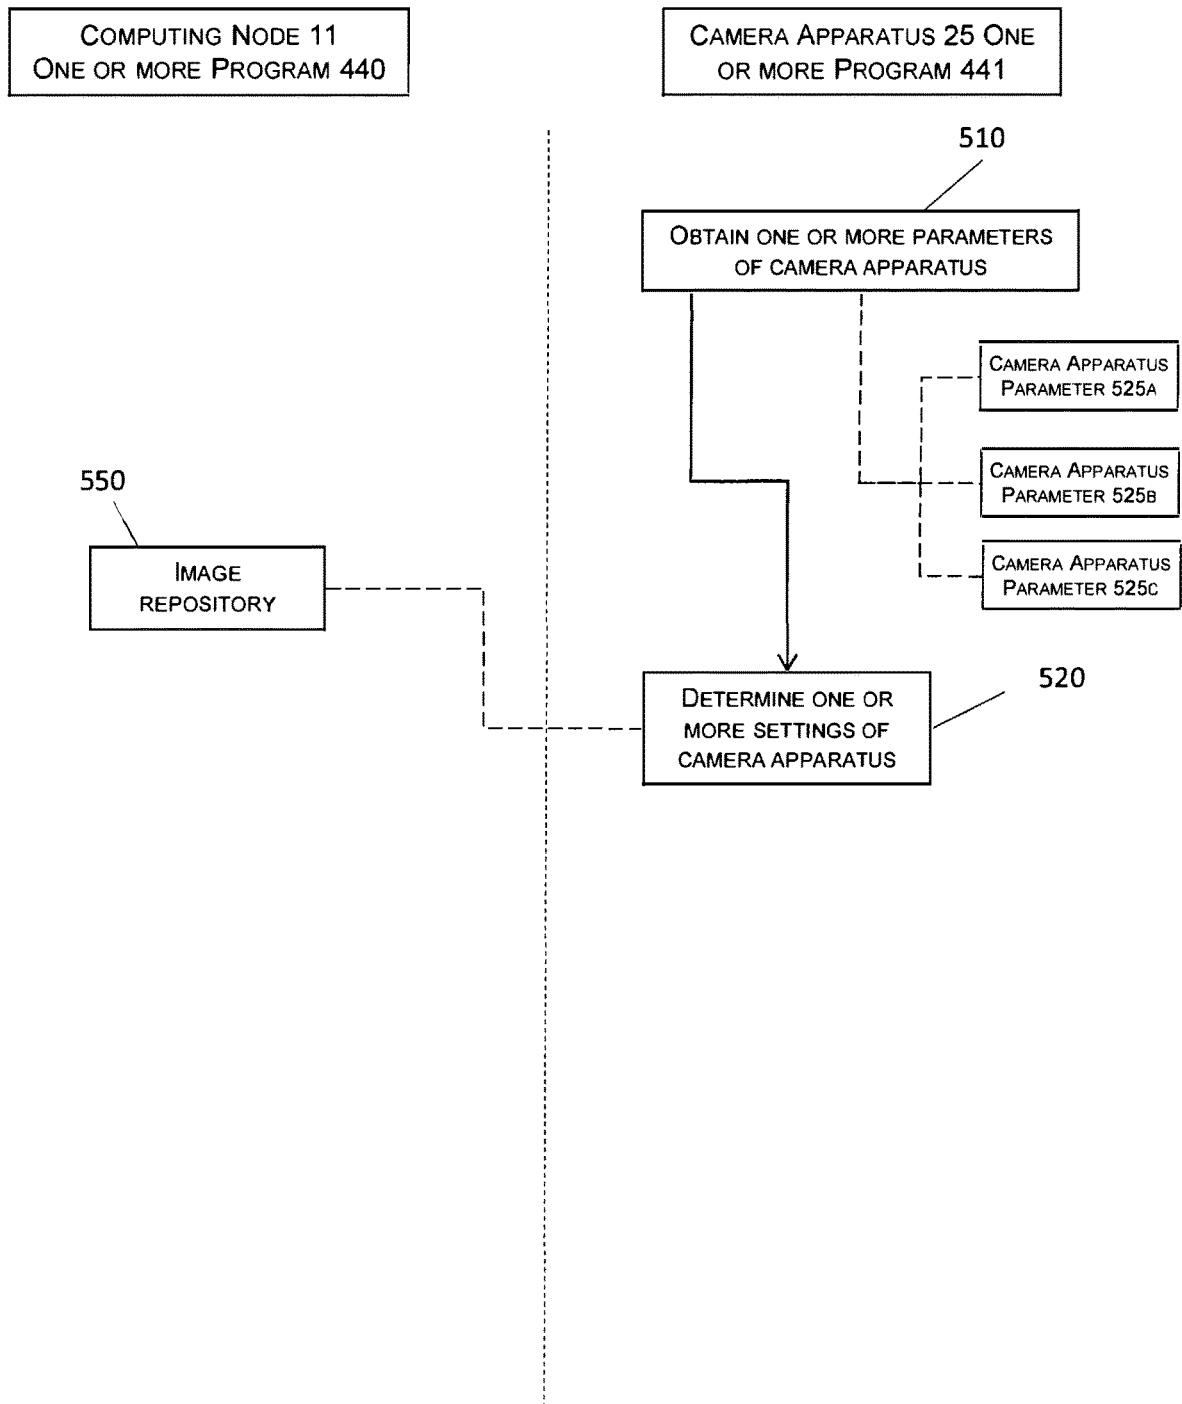 Computing Node 11
One or more Program 440
Camera Apparatus 25 One
or more Program 441
510
Obtain one or more parameters
of camera apparatus
Camera Apparatus
Parameter 525a
Camera Apparatus
Parameter 525b
Camera Apparatus
Parameter 525c
550
Image
repository
520
Determine one or
more settings of
camera apparatus